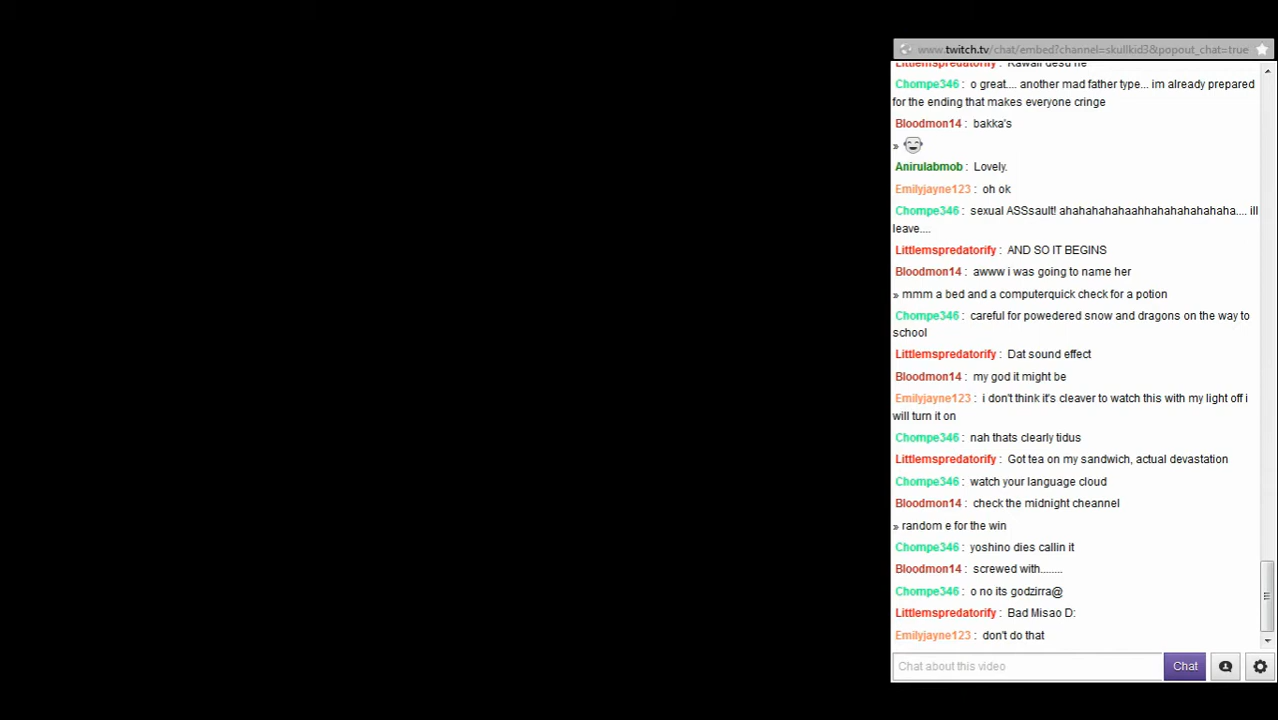 www.twitch.tv/chat/embed?channel=skullkid3&popout_chat=true
Littlemspredatorify : Kawaii desu ne
Chompe346 : o great.... another mad father type... im already prepared
for the ending that makes everyone cringe
Bloodmon14 : bakka's
»
Anirulabmob : Lovely.
Emilyjayne123 : oh ok
Chompe346 : sexual ASSsault! ahahahahahaahhahahahahahaha.... ill
leave....
Littlemspredatorify : AND SO IT BEGINS
Bloodmon14 : awww i was going to name her
» mmm a bed and a computerquick check for a potion
Chompe346 : careful for powedered snow and dragons on the way to
school
Littlemspredatorify : Dat sound effect
Bloodmon14 : my god it might be
Emilyjayne123 : i don't think it's cleaver to watch this with my light off i
will turn it on
Chompe346 : nah thats clearly tidus
Littlemspredatorify : Got tea on my sandwich, actual devastation
Chompe346 : watch your language cloud
Bloodmon14 : check the midnight cheannel
» random e for the win
Chompe346 : yoshino dies callin it
Bloodmon14 : screwed with........
Chompe346 : o no its godzirra@
Littlemspredatorify : Bad Misao D:
Emilyjayne123 : don't do that
Chat about this video
Chat